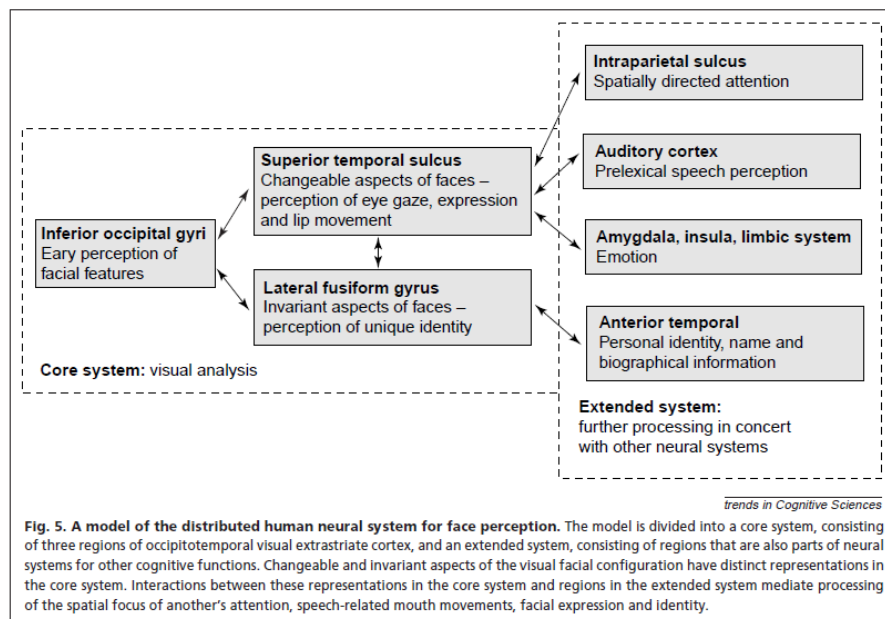 Intraparietal sulcus
Spatially directed attention
Superior temporal sulcus
Changeable aspects of faces –
perception of eye gaze, expression
and lip movement
Auditory cortex
Prelexical speech perception
Inferior occipital gyri
Eary perception of
facial features
Amygdala, insula, limbic system
Emotion
Lateral fusiform gyrus
Invariant aspects of faces –
perception of unique identity
Anterior temporal
Personal identity, name and
biographical information
Core system: visual analysis
Extended system:
further processing in concert
with other neural systems
trends in Cognitive Sciences
Fig. 5. A model of the distributed human neural system for face perception. The model is divided into a core system, consisting
of three regions of occipitotemporal visual extrastriate cortex, and an extended system, consisting of regions that are also parts of neural
systems for other cognitive functions. Changeable and invariant aspects of the visual facial configuration have distinct representations in
the core system. Interactions between these representations in the core system and regions in the extended system mediate processing
of the spatial focus of another's attention, speech-related mouth movements, facial expression and identity.